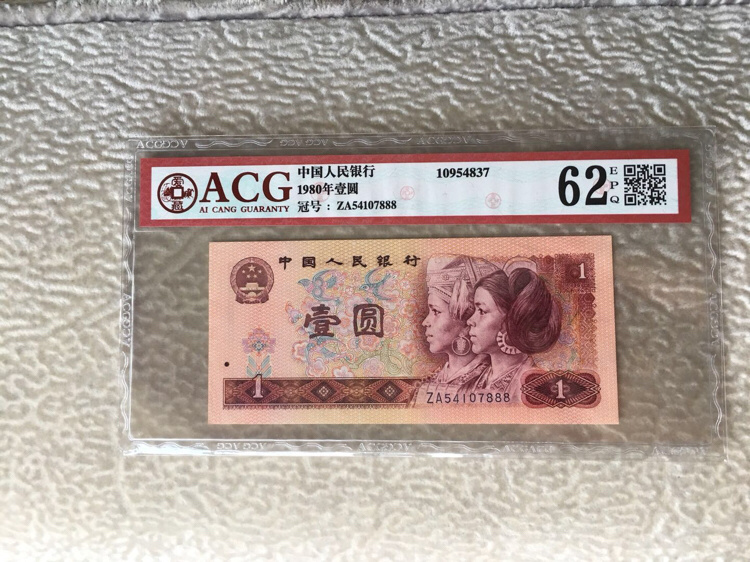 ACG
AI CANG GUARANTY
中国人民银行
1980年壹圆
冠号：ZA54107888
10954837
62
E
P
Q
中国人民银行
1
壹圆
1
1
ZA54107888